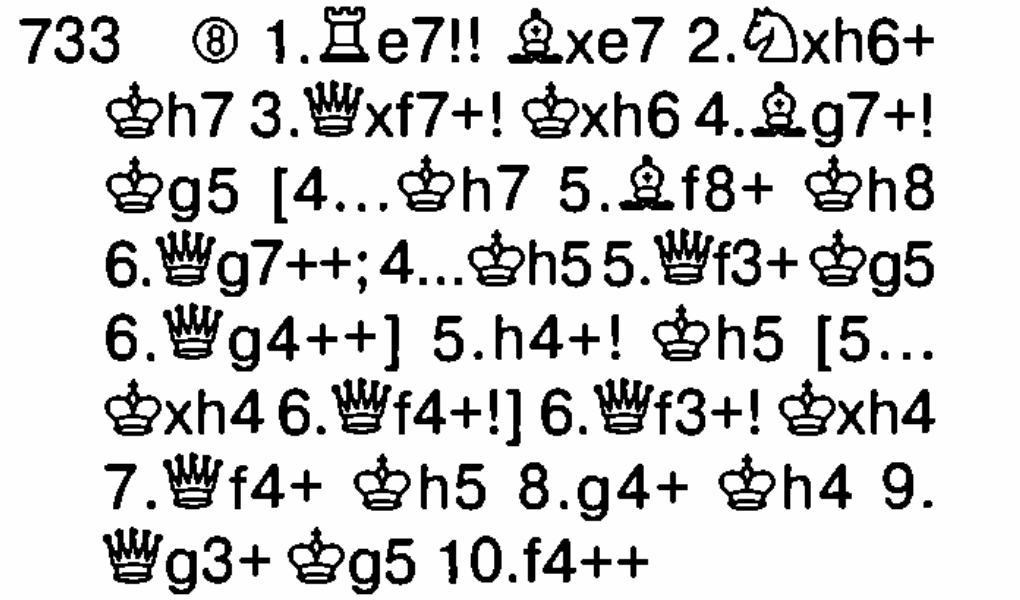 733 ⑧ 1.♖e7!! ♗xe7 2.♘xh6+
♔h7 3.♕xf7+! ♔xh6 4.♗g7+!
♔g5 [4...♔h7 5.♗f8+ ♔h8
6.♕g7++; 4...♔h5 5.♕f3+ ♔g5
6.♕g4++] 5.h4+! ♔h5 [5...
♔xh4 6.♕f4+!] 6.♕f3+! ♔xh4
7.♕f4+ ♔h5 8.g4+ ♔h4 9.
♕g3+ ♔g5 10.f4++